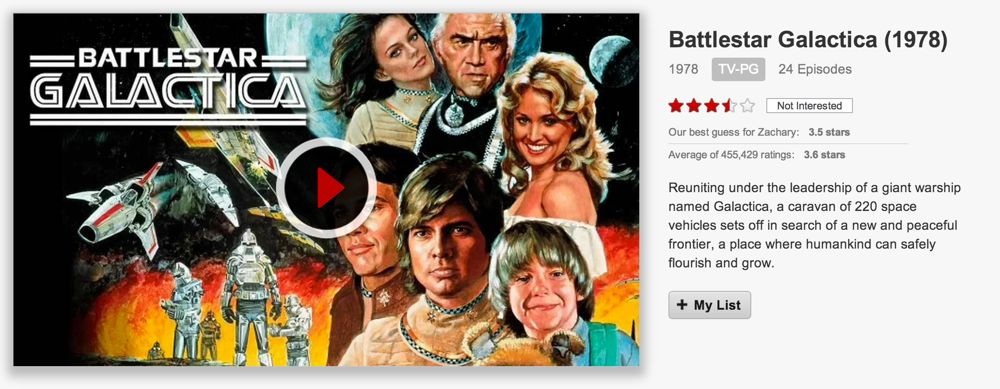 BATTLESTAR
GALACTICA
Battlestar Galactica (1978)
1978 TV-PG 24 Episodes
Not Interested
Our best guess for Zachary: 3.5 stars
Average of 455,429 ratings: 3.6 stars
Reuniting under the leadership of a giant warship
named Galactica, a caravan of 220 space
vehicles sets off in search of a new and peaceful
frontier, a place where humankind can safely
flourish and grow.
+ My List